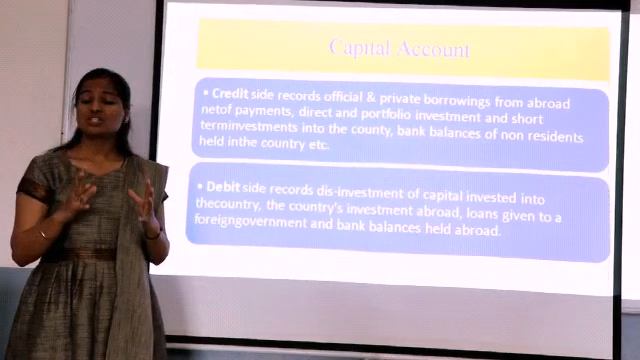 Capital Account
• Credit side records official & private borrowings from abroad
netof payments, direct and portfolio investment and short
terminvestments into the county, bank balances of non residents
held inthe country etc.
• Debit side records dis-investment of capital invested into
thecountry, the country's investment abroad, loans given to a
foreigngovernment and bank balances held abroad.